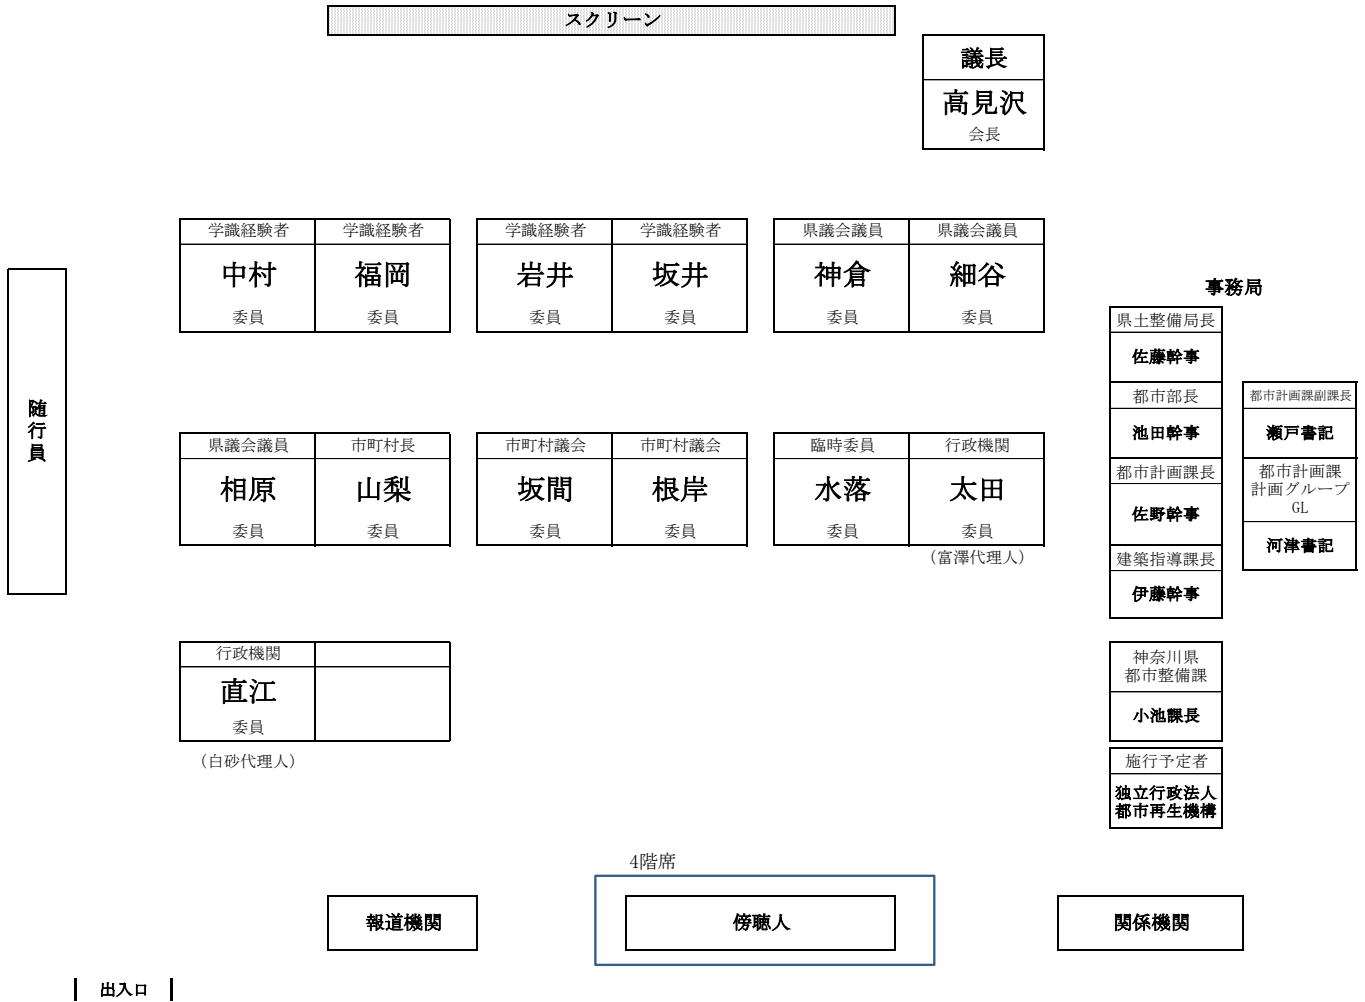 スクリーン
議長
高見沢
会長
学識経験者 学識経験者 学識経験者 学識経験者 県議会議員 県議会議員
中村 福岡 岩井 坂井 神倉 細谷
委員 委員 委員 委員 委員 委員
随行員
事務局
県土整備局長
佐藤幹事
都市部長
池田幹事
都市計画課長
佐野幹事
建築指導課長
伊藤幹事
都市計画課副課長
瀬戸書記
都市計画課
計画グループ
GL
河津書記
県議会議員 市町村長 市町村議会 市町村議会 臨時委員 行政機関
相原 山梨 坂間 根岸 水落 太田
委員 委員 委員 委員 委員 委員
（富澤代理人）
行政機関
直江
委員
（白砂代理人）
神奈川県
都市整備課
小池課長
施行予定者
独立行政法人
都市再生機構
4階席
報道機関 傍聴人 関係機関
出入口